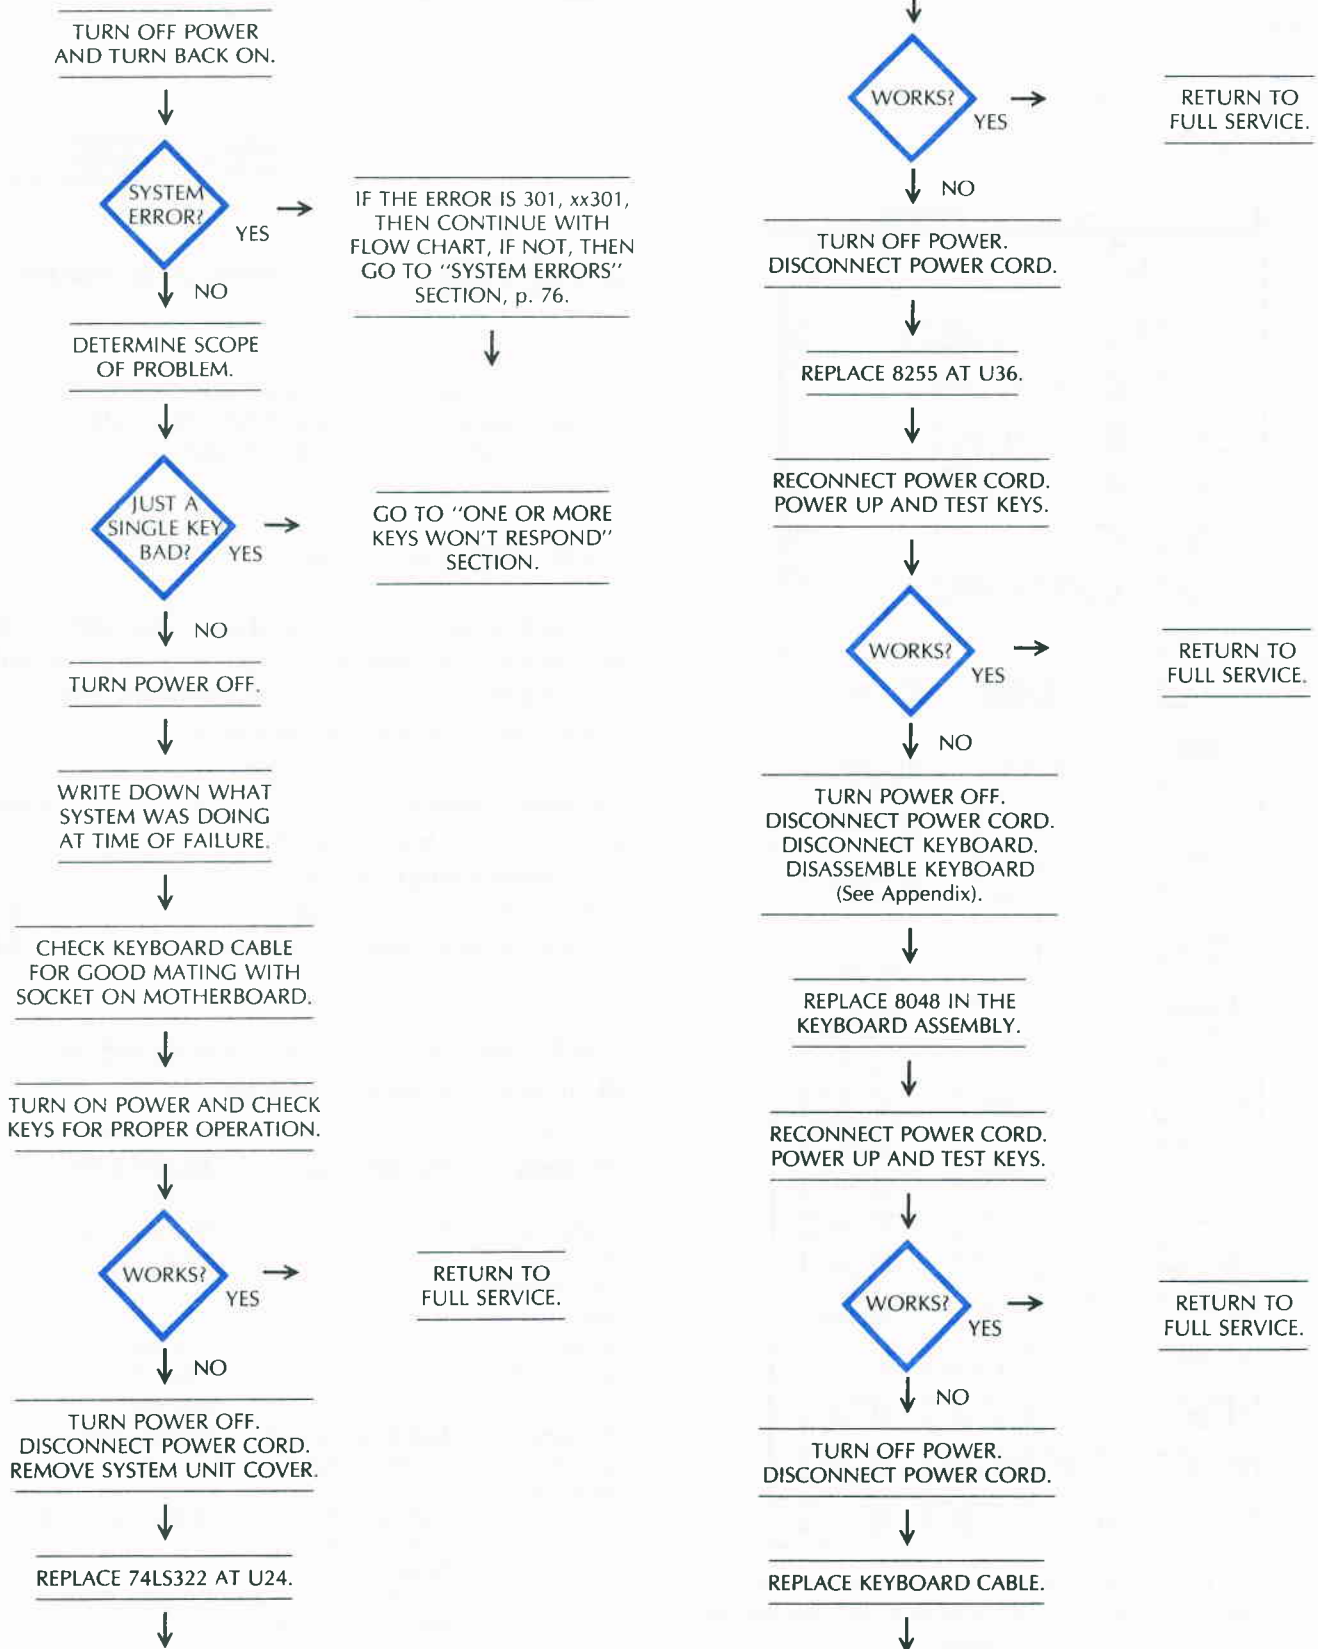 TURN OFF POWER
AND TURN BACK ON.
SYSTEM
ERROR?
YES
IF THE ERROR IS 301, xx301,
THEN CONTINUE WITH
FLOW CHART, IF NOT, THEN
GO TO "SYSTEM ERRORS"
SECTION, p. 76.
NO
DETERMINE SCOPE
OF PROBLEM.
JUST A
SINGLE KEY
BAD?
YES
GO TO "ONE OR MORE
KEYS WON'T RESPOND"
SECTION.
NO
TURN POWER OFF.
WRITE DOWN WHAT
SYSTEM WAS DOING
AT TIME OF FAILURE.
CHECK KEYBOARD CABLE
FOR GOOD MATING WITH
SOCKET ON MOTHERBOARD.
TURN ON POWER AND CHECK
KEYS FOR PROPER OPERATION.
WORKS?
YES
RETURN TO
FULL SERVICE.
NO
TURN POWER OFF.
DISCONNECT POWER CORD.
REMOVE SYSTEM UNIT COVER.
REPLACE 74LS322 AT U24.
WORKS?
YES
RETURN TO
FULL SERVICE.
NO
TURN OFF POWER.
DISCONNECT POWER CORD.
REPLACE 8255 AT U36.
RECONNECT POWER CORD.
POWER UP AND TEST KEYS.
WORKS?
YES
RETURN TO
FULL SERVICE.
NO
TURN POWER OFF.
DISCONNECT POWER CORD.
DISCONNECT KEYBOARD.
DISASSEMBLE KEYBOARD
(See Appendix).
REPLACE 8048 IN THE
KEYBOARD ASSEMBLY.
RECONNECT POWER CORD.
POWER UP AND TEST KEYS.
WORKS?
YES
RETURN TO
FULL SERVICE.
NO
TURN OFF POWER.
DISCONNECT POWER CORD.
REPLACE KEYBOARD CABLE.